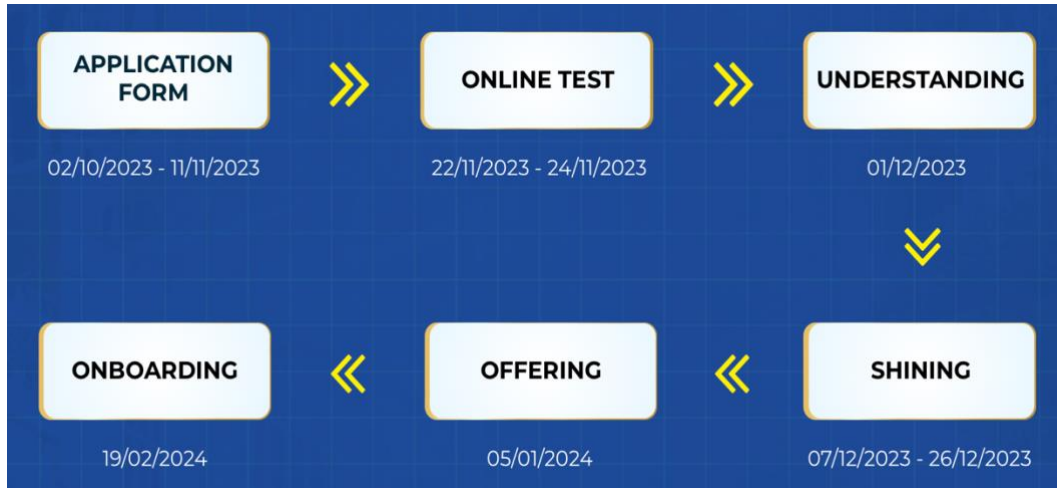 APPLICATION
FORM
02/10/2023 - 11/11/2023
ONLINE TEST
22/11/2023 - 24/11/2023
UNDERSTANDING
01/12/2023
SHINING
07/12/2023 - 26/12/2023
OFFERING
05/01/2024
ONBOARDING
19/02/2024